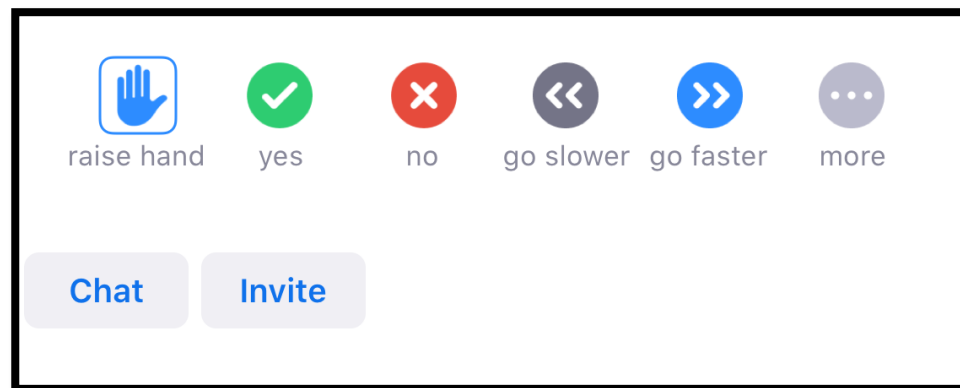 raise hand yes no go slower go faster more
Chat Invite